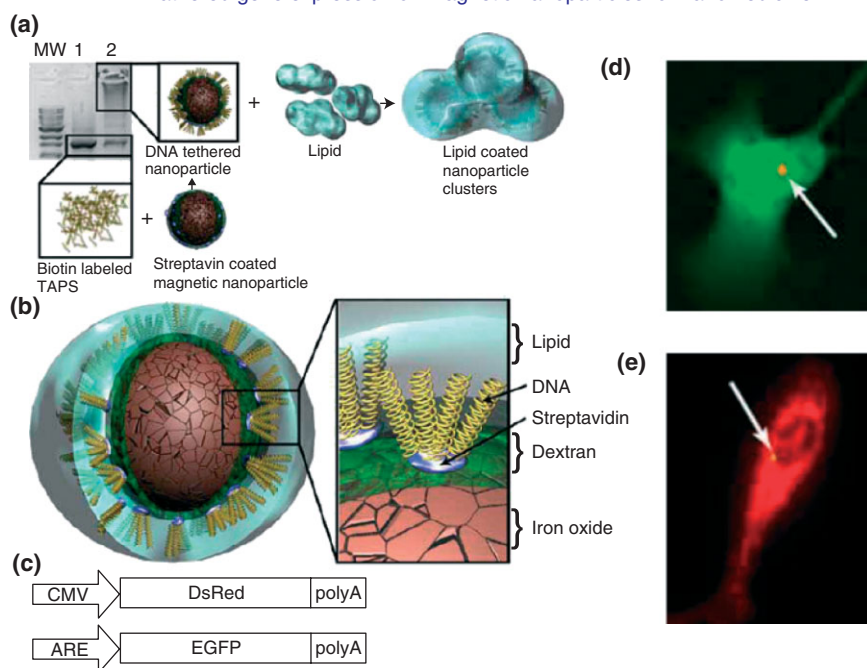 (a)
MW 1 2
DNA tethered
nanoparticle
+
Lipid
Lipid coated
nanoparticle
clusters
+
Biotin labeled
TAPS
Streptavin coated
magnetic nanoparticle
(b)
Lipid
DNA
Streptavidin
Dextran
Iron oxide
(c)
CMV DsRed polyA
ARE EGFP polyA
(d)
(e)